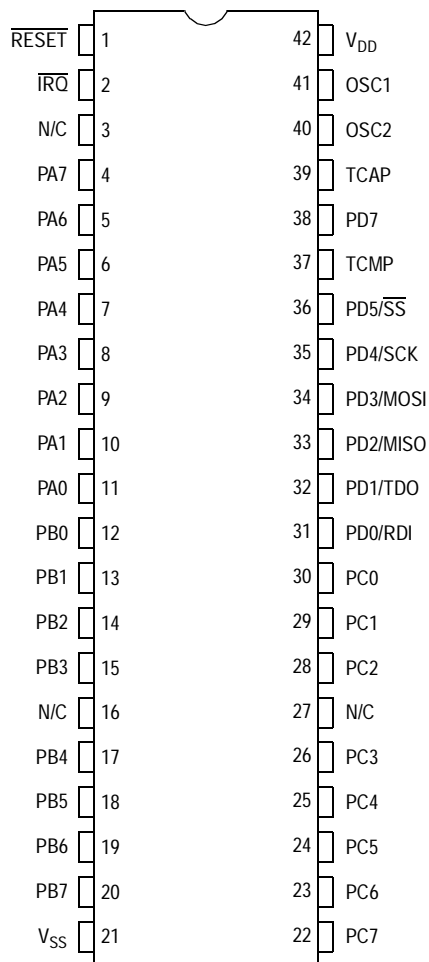 RESET 1 42 VDD
IRQ 2 41 OSC1
N/C 3 40 OSC2
PA7 4 39 TCAP
PA6 5 38 PD7
PA5 6 37 TCMP
PA4 7 36 PD5/SS
PA3 8 35 PD4/SCK
PA2 9 34 PD3/MOSI
PA1 10 33 PD2/MISO
PA0 11 32 PD1/TDO
PB0 12 31 PD0/RDI
PB1 13 30 PC0
PB2 14 29 PC1
PB3 15 28 PC2
N/C 16 27 N/C
PB4 17 26 PC3
PB5 18 25 PC4
PB6 19 24 PC5
PB7 20 23 PC6
VSS 21 22 PC7